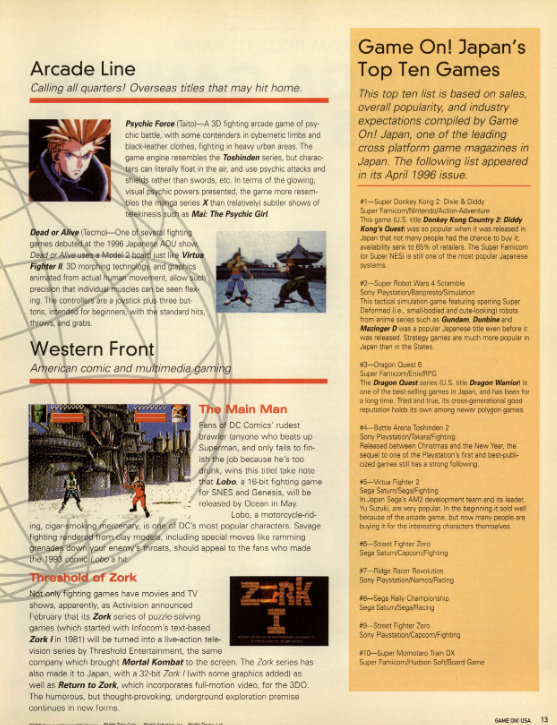 Arcade Line
Calling all quarters! Overseas titles that may hit home.
Psychic Force (Taito)—A 3D fighting arcade game of psy-
chic battle, with some contenders in cybernetic limbs and
black-leather clothes, fighting in heavy urban areas. The
game engine resembles the Toshinden series, but charac-
ters can literally float in the air, and use psychic attacks and
shields rather than swords, etc. In terms of the glowing,
visual psychic powers presented, the game more resem-
bles the manga series X than (relatively) subtler shows of
telekinesis such as Mai: The Psychic Girl.
Dead or Alive (Tecmo)—One of several fighting
games debuted at the 1996 Japanese AOU show,
Dead or Alive uses a Model 2 board just like Virtua
Fighter II. 3D morphing technology, and graphics
animated from actual human movement, allow such
precision that individual muscles can be seen flex-
ing. The controllers are a joystick plus three but-
tons, intended for beginners, with the standard hits,
throws, and grabs.
Western Front
American comic and multimedia gaming
The Main Man
Fans of DC Comics' rudest
brawler (anyone who beats up
Superman, and only fails to fin-
ish the job because he's too
drunk, wins this title) take note
that Lobo, a 16-bit fighting game
for SNES and Genesis, will be
released by Ocean in May.
Lobo, a motorcycle-rid-
ing, cigar-smoking mercenary, is one of DC's most popular characters. Savage
fighting rendered from clay models, including special moves like ramming
grenades down your enemy's throats, should appeal to the fans who made
the 1993 comic Lobo a hit.
Threshold of Zork
Not only fighting games have movies and TV
shows, apparently, as Activision announced
February that its Zork series of puzzle-solving
games (which started with Infocom's text-based
Zork I in 1981) will be turned into a live-action tele-
vision series by Threshold Entertainment, the same
company which brought Mortal Kombat to the screen. The Zork series has
also made it to Japan, with a 32-bit Zork I (with some graphics added) as
well as Return to Zork, which incorporates full-motion video, for the 3DO.
The humorous, but thought-provoking, underground exploration premise
continues in new forms.
ZORK
I
Game On! Japan's
Top Ten Games
This top ten list is based on sales,
overall popularity, and industry
expectations compiled by Game
On! Japan, one of the leading
cross platform game magazines in
Japan. The following list appeared
in its April 1996 issue.
#1—Super Donkey Kong 2: Dixie & Diddy
Super Famicom/Nintendo/Action-Adventure
This game (U.S. title Donkey Kong Country 2: Diddy
Kong's Quest) was so popular when it was released in
Japan that not many people had the chance to buy it;
availability sank to 65% of retailers. The Super Famicom
(or Super NES) is still one of the most popular Japanese
systems.
#2—Super Robot Wars 4 Scramble
Sony Playstation/Banpresto/Simulation
This tactical simulation game featuring sparring Super
Deformed (i.e., small-bodied and cute-looking) robots
from anime series such as Gundam, Dunbine and
Mazinger D was a popular Japanese title even before it
was released. Strategy games are much more popular in
Japan than in the States.
#3—Dragon Quest 6
Super Famicom/Enix/RPG
The Dragon Quest series (U.S. title Dragon Warrior) is
one of the best-selling games in Japan, and has been for
a long time. Tried and true, its cross-generational good
reputation holds its own among newer polygon games.
#4—Battle Arena Toshinden 2
Sony Playstation/Takara/Fighting
Released between Christmas and the New Year, the
sequel to one of the Playstation's first and best-publi-
cized games still has a strong following.
#5—Virtua Fighter 2
Sega Saturn/Sega/Fighting
In Japan Sega's AM2 development team and its leader,
Yu Suzuki, are very popular. In the beginning it sold well
because of the arcade game, but now many people are
buying it for the interesting characters themselves.
#6—Street Fighter Zero
Sega Saturn/Capcom/Fighting
#7—Ridge Racer Revolution
Sony Playstation/Namco/Racing
#8—Sega Rally Championship
Sega Saturn/Sega/Racing
#9—Street Fighter Zero
Sony Playstation/Capcom/Fighting
#10—Super Momotaro Train DX
Super Famicom/Hudson Soft/Board Game
GAME ON! USA 13